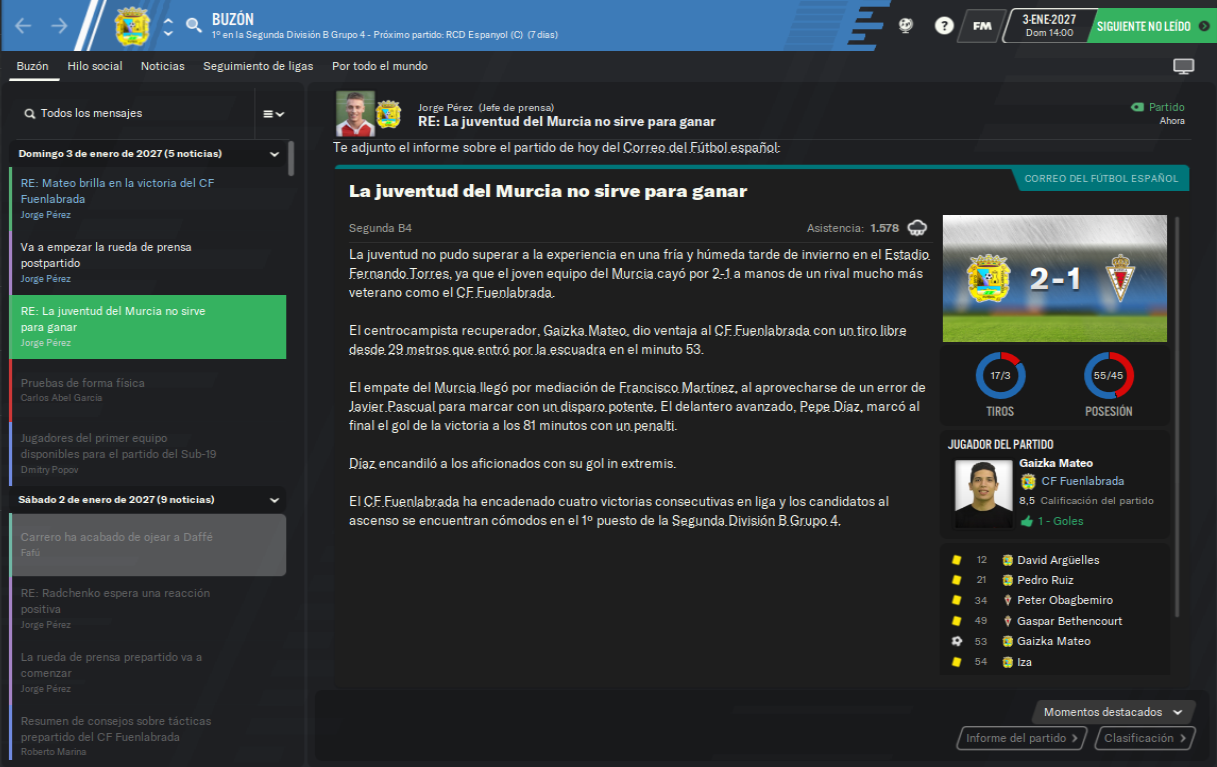 BUZÓN
1º en la Segunda División B Grupo 4 - Próximo partido: RCD Espanyol (C) (7 días)
?
FM
3-ENE-2027
Dom 14:00
SIGUIENTE NO LEÍDO
Buzón
Hilo social
Noticias
Seguimiento de ligas
Por todo el mundo
Todos los mensajes
Domingo 3 de enero de 2027 (5 noticias)
RE: Mateo brilla en la victoria del CF
Fuenlabrada
Jorge Pérez
Va a empezar la rueda de prensa
postpartido
Jorge Pérez
RE: La juventud del Murcia no sirve
para ganar
Jorge Pérez
Pruebas de forma física
Carlos Abel García
Jugadores del primer equipo
disponibles para el partido del Sub-19
Dmitry Popov
Sábado 2 de enero de 2027 (9 noticias)
Carrero ha acabado de ojear a Daffé
Fafú
RE: Radchenko espera una reacción
positiva
Jorge Pérez
La rueda de prensa prepartido va a
comenzar
Jorge Pérez
Resumen de consejos sobre tácticas
prepartido del CF Fuenlabrada
Roberto Marina
Jorge Pérez (Jefe de prensa)
RE: La juventud del Murcia no sirve para ganar
Partido
Ahora
Te adjunto el informe sobre el partido de hoy del Correo del Fútbol español:
CORREO DEL FÚTBOL ESPAÑOL
La juventud del Murcia no sirve para ganar
Segunda B4
Asistencia: 1.578
La juventud no pudo superar a la experiencia en una fría y húmeda tarde de invierno en el Estadio
Fernando Torres, ya que el joven equipo del Murcia cayó por 2-1 a manos de un rival mucho más
veterano como el CF Fuenlabrada.
El centrocampista recuperador, Gaizka Mateo, dio ventaja al CF Fuenlabrada con un tiro libre
desde 29 metros que entró por la escuadra en el minuto 53.
El empate del Murcia llegó por mediación de Francisco Martínez, al aprovecharse de un error de
Javier Pascual para marcar con un disparo potente. El delantero avanzado, Pepe Díaz, marcó al
final el gol de la victoria a los 81 minutos con un penalti.
Díaz encandiló a los aficionados con su gol in extremis.
El CF Fuenlabrada ha encadenado cuatro victorias consecutivas en liga y los candidatos al
ascenso se encuentran cómodos en el 1º puesto de la Segunda División B Grupo 4.
2-1
17/3
55/45
TIROS
POSESIÓN
JUGADOR DEL PARTIDO
Gaizka Mateo
CF Fuenlabrada
8,5 Calificación del partido
1 - Goles
12 David Argüelles
21 Pedro Ruiz
34 Peter Obagbemiro
49 Gaspar Bethencourt
53 Gaizka Mateo
54 Iza
Momentos destacados
Informe del partido
Clasificación